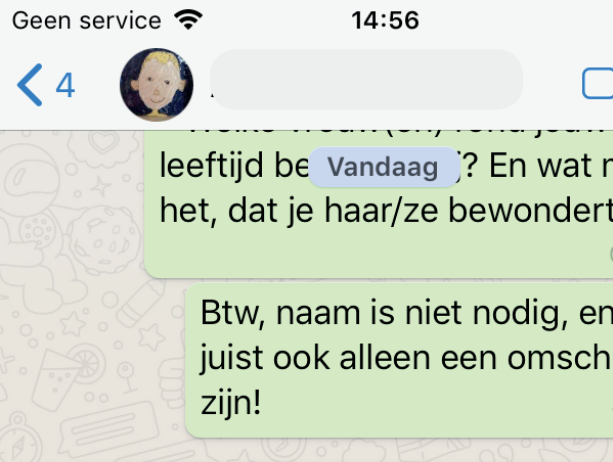 Geen service 14:56
4
leeftijd be Vandaag ? En wat
het, dat je haar/ze bewondert
Btw, naam is niet nodig, en
juist ook alleen een omsch
zijn!